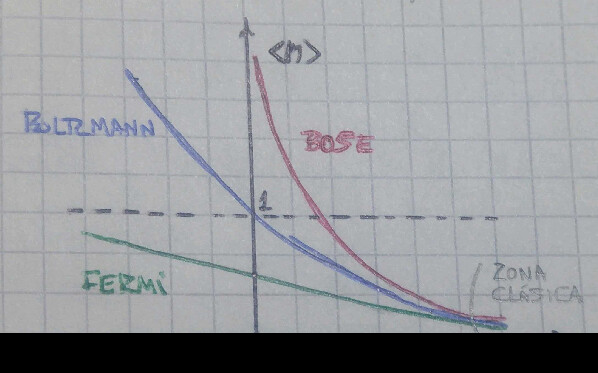 <n>
BOLTZMANN
BOSE
1
FERMI
ZONA
CLÁSICA